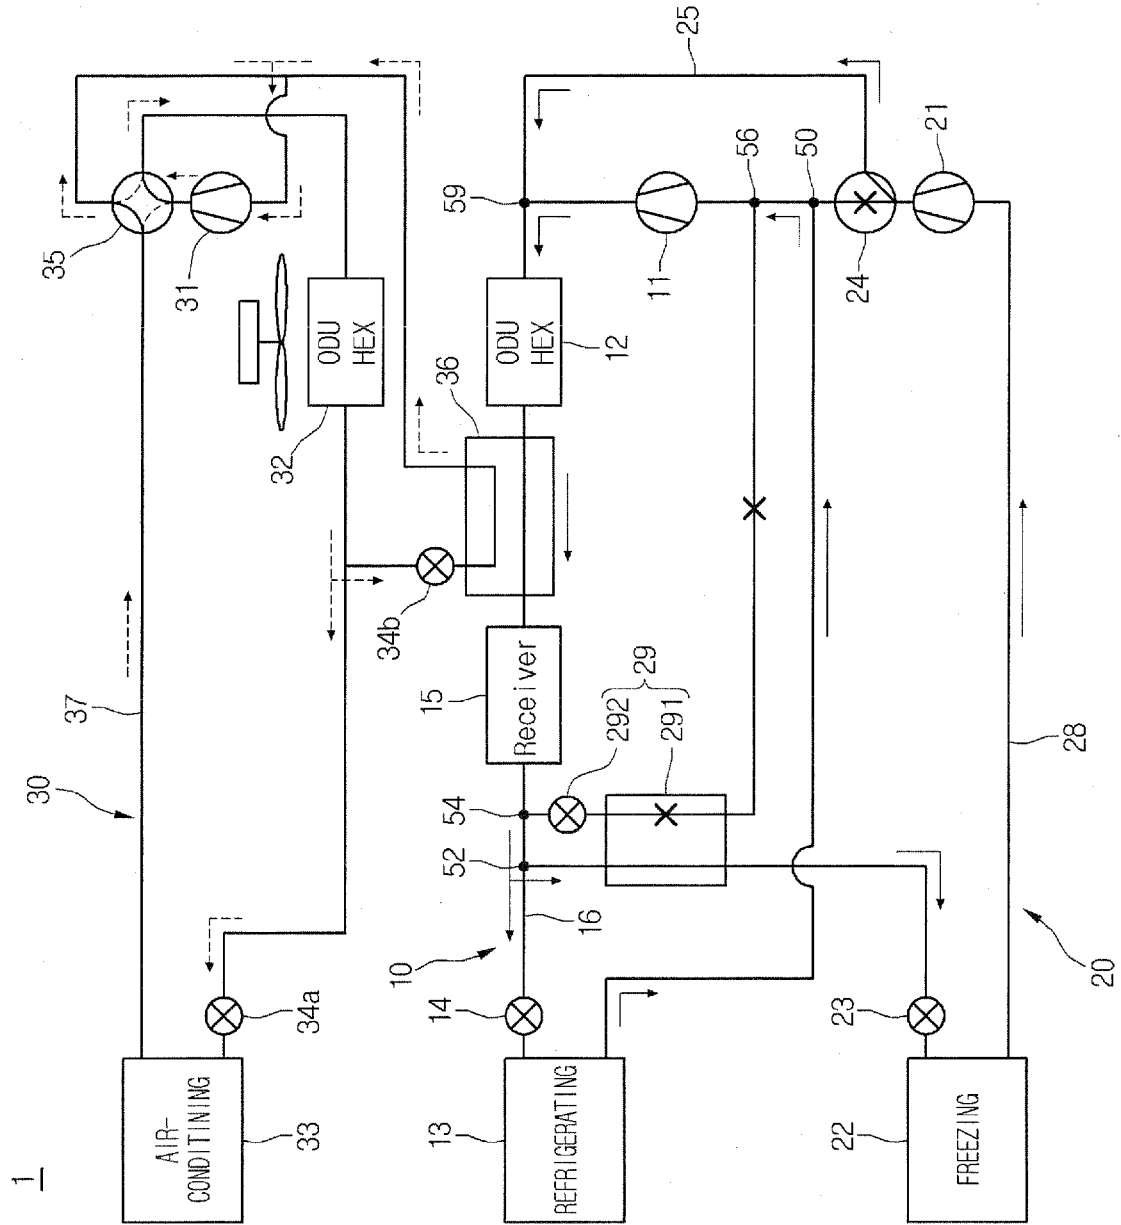 1
30
35
37
31
AIR-
CONDITINING
33
34a
32
ODU
HEX
34b
36
10
15
13
14
52
54
59
ODU
HEX
12
Receiver
REFRIGERATING
16
292
29
291
11
25
56
50
22
23
24
21
FREEZING
28
20